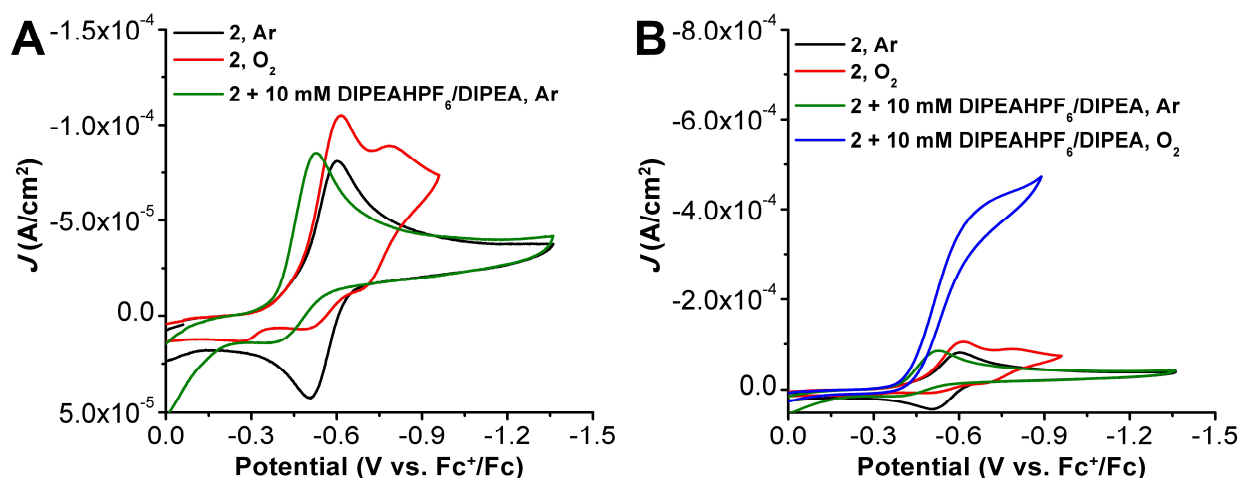 A
2, Ar
2, O₂
2 + 10 mM DIPEAHPF₆/DIPEA, Ar
-1.5x10⁻⁴
-1.0x10⁻⁴
-5.0x10⁻⁵
0.0
5.0x10⁻⁵
J (A/cm²)
0.0 -0.3 -0.6 -0.9 -1.2 -1.5
Potential (V vs. Fc⁺/Fc)
B
2, Ar
2, O₂
2 + 10 mM DIPEAHPF₆/DIPEA, Ar
2 + 10 mM DIPEAHPF₆/DIPEA, O₂
-8.0x10⁻⁴
-6.0x10⁻⁴
-4.0x10⁻⁴
-2.0x10⁻⁴
0.0
J (A/cm²)
0.0 -0.3 -0.6 -0.9 -1.2 -1.5
Potential (V vs. Fc⁺/Fc)